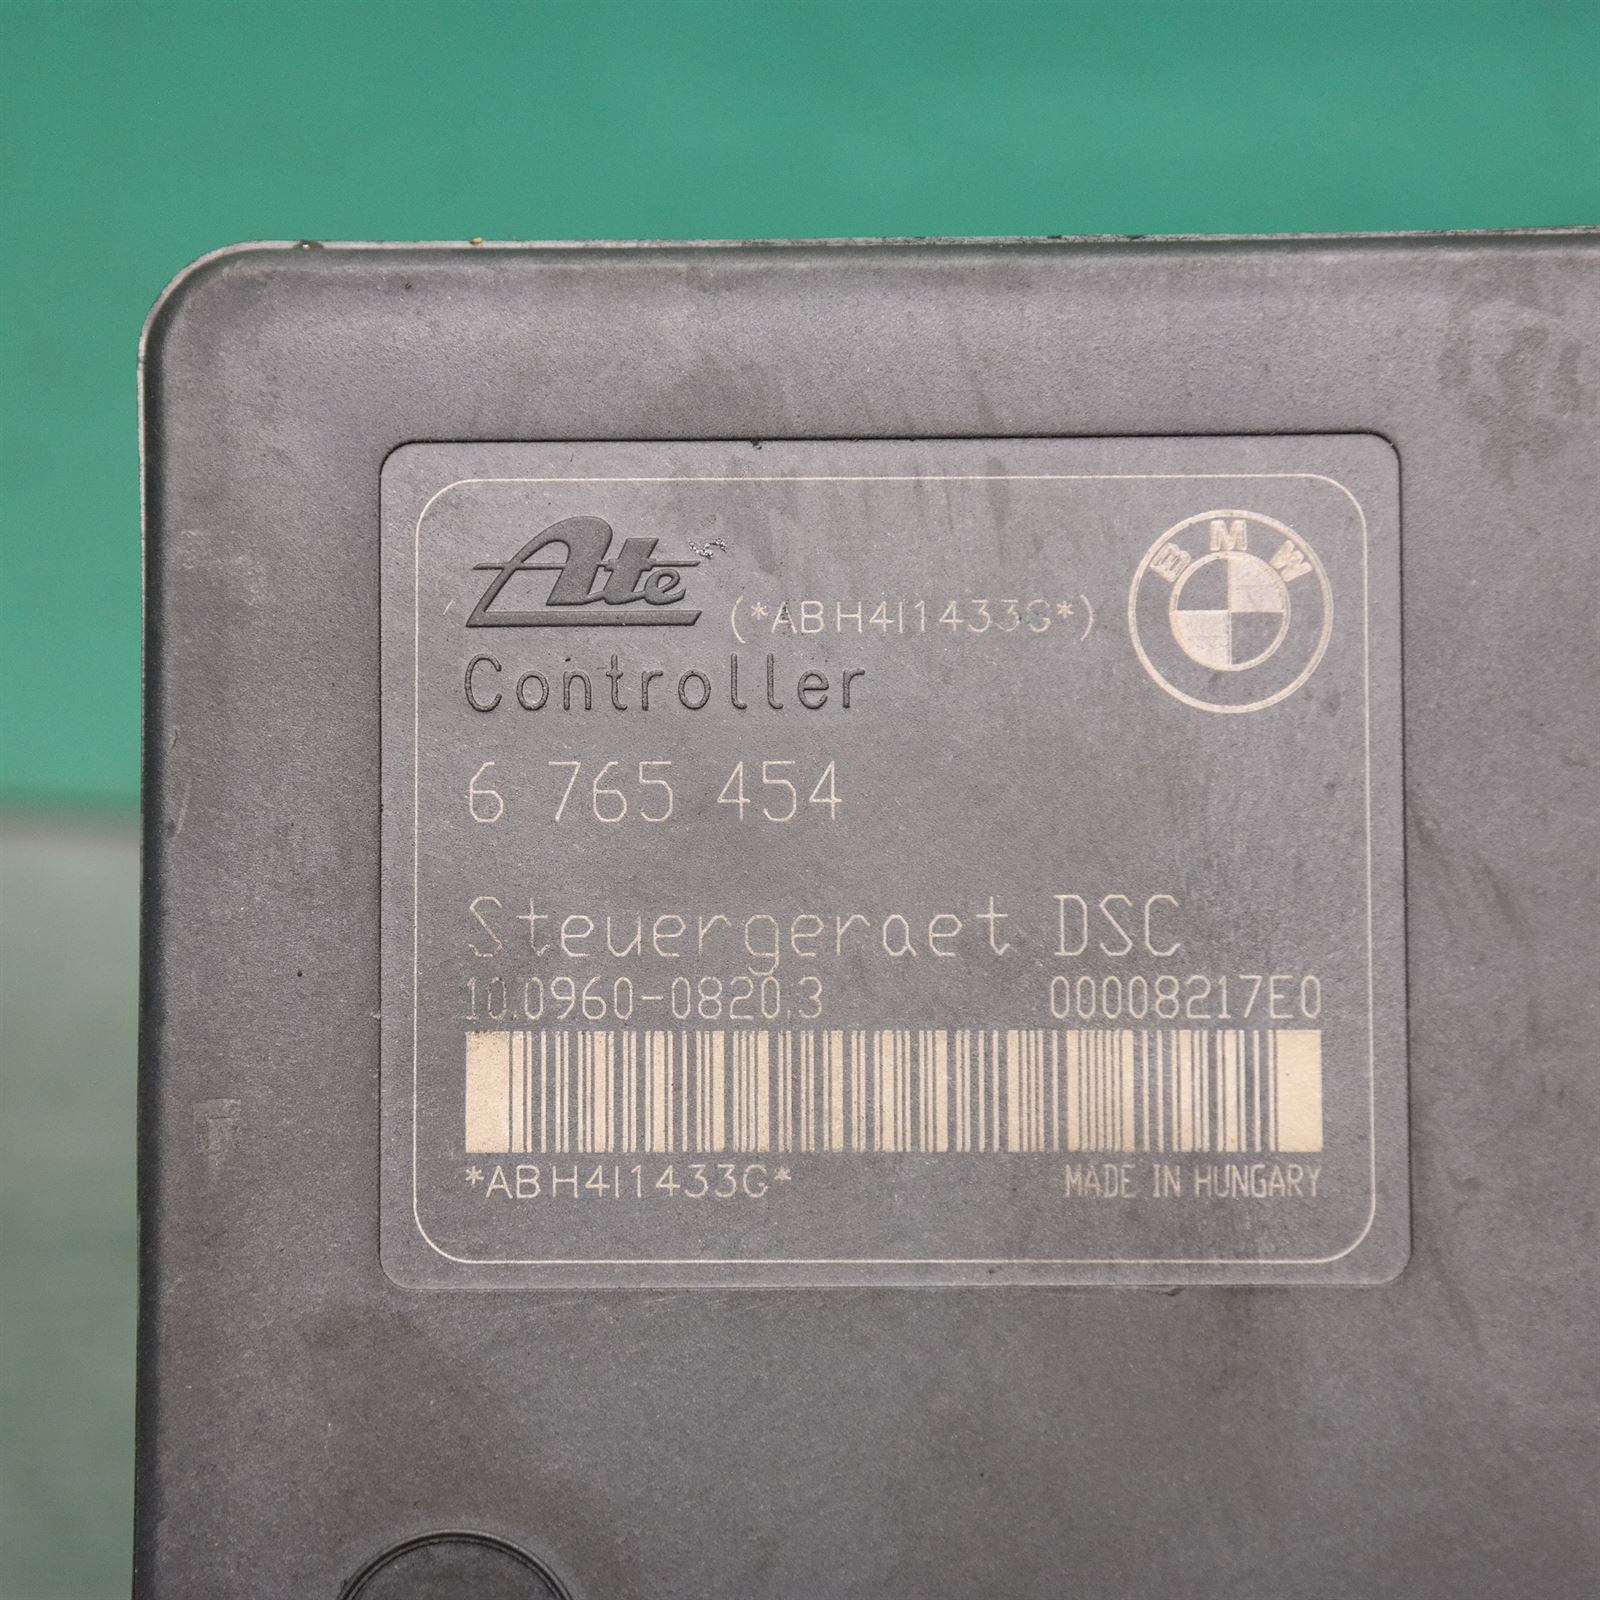 Ate
(*ABH4I1433G*)
BMW
Controller
6 765 454
Steuergeraet DSC
10.0960-0820.3
00008217E0
*ABH4I1433G*
MADE IN HUNGARY